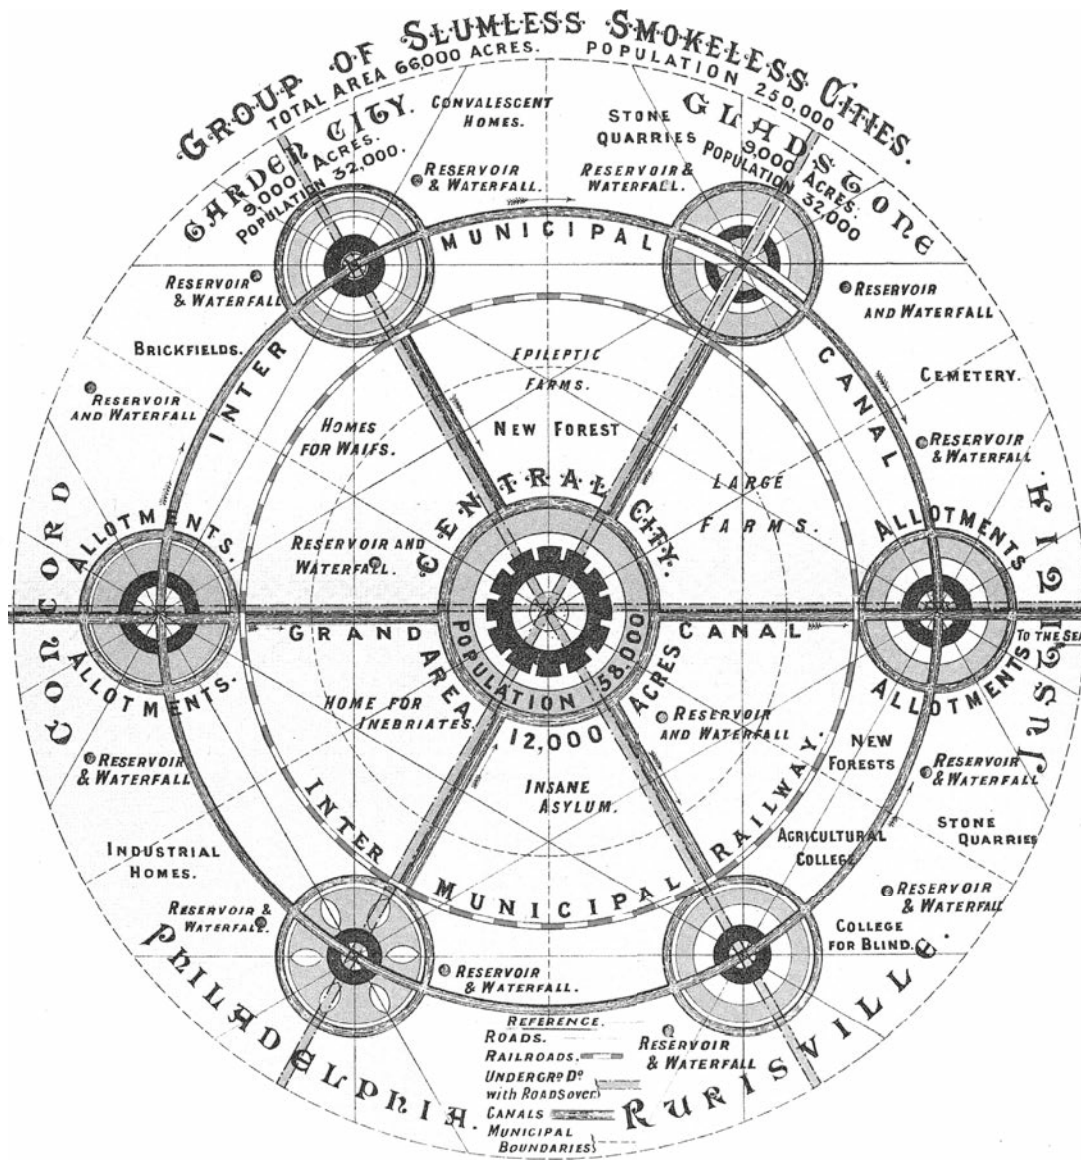 GROUP OF SLUMLESS SMOKELESS CITIES.
TOTAL AREA 66,000 ACRES. POPULATION 250,000
GARDEN CITY.
9,000 ACRES.
POPULATION 32,000.
CONVALESCENT
HOMES.
STONE
QUARRIES
GLADSTONE
9,000 ACRES.
POPULATION 32,000
RESERVOIR
& WATERFALL.
RESERVOIR &
WATERFALL.
RESERVOIR
& WATERFALL
RESERVOIR
AND WATERFALL
INTER MUNICIPAL CANAL
BRICKFIELDS.
EPILEPTIC
FARMS.
CEMETERY.
RESERVOIR
AND WATERFALL
HOMES
FOR WAIFS.
NEW FOREST
RESERVOIR
& WATERFALL
LARGE
FARMS.
CENTRAL CITY.
CONCORD
ALLOTMENTS.
RESERVOIR AND
WATERFALL.
ALLOTMENTS
JUSTITIA.
GRAND CANAL
TO THE SEA
AREA 12,000 ACRES
POPULATION 58,000
ALLOTMENTS.
ALLOTMENTS
HOME FOR
INEBRIATES.
RESERVOIR
AND WATERFALL
RESERVOIR
& WATERFALL
INSANE
ASYLUM.
NEW
FORESTS
RESERVOIR
& WATERFALL
INTER MUNICIPAL RAILWAY.
INDUSTRIAL
HOMES.
AGRICULTURAL
COLLEGE
STONE
QUARRIES
RESERVOIR &
WATERFALL.
RESERVOIR
& WATERFALL
COLLEGE
FOR BLIND.
RESERVOIR
& WATERFALL.
PHILADELPHIA.
RURISVILLE.
REFERENCE.
ROADS.
RAILROADS.
UNDERGRD Do
with ROADS over
CANALS
MUNICIPAL
BOUNDARIES
RESERVOIR
& WATERFALL